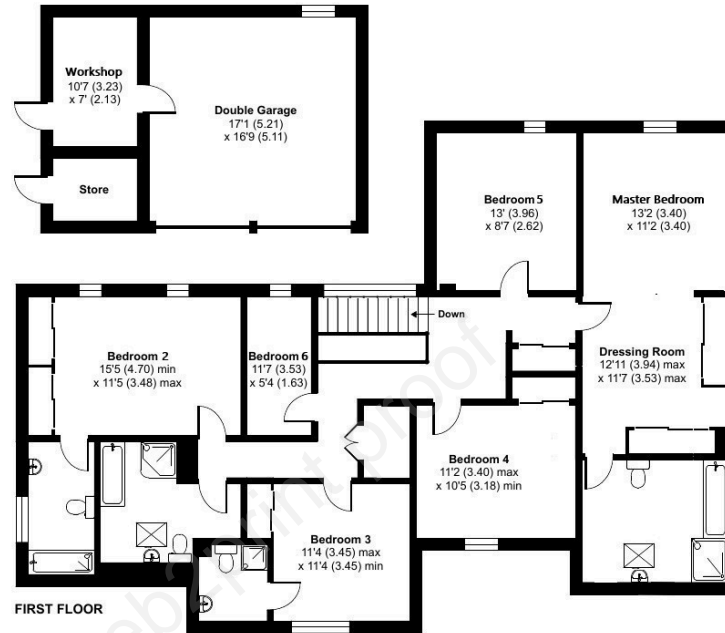 Workshop
10'7 (3.23)
x 7' (2.13)
Double Garage
17'1 (5.21)
x 16'9 (5.11)
Store
Bedroom 5
13' (3.96)
x 8'7 (2.62)
Master Bedroom
13'2 (3.40)
x 11'2 (3.40)
Down
Bedroom 2
15'5 (4.70) min
x 11'5 (3.48) max
Bedroom 6
11'7 (3.53)
x 5'4 (1.63)
Dressing Room
12'11 (3.94) max
x 11'7 (3.53) max
Bedroom 4
11'2 (3.40) max
x 10'5 (3.18) min
Bedroom 3
11'4 (3.45) max
x 11'4 (3.45) min
FIRST FLOOR
eb2print proof